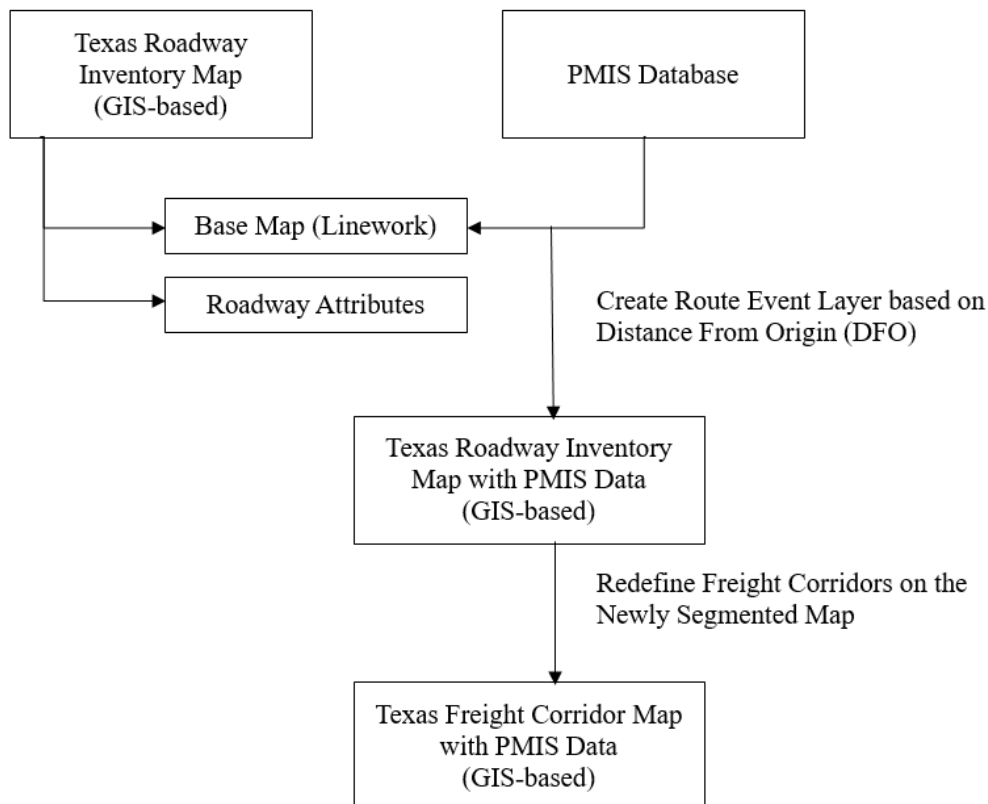 Texas Roadway
Inventory Map
(GIS-based)
PMIS Database
Base Map (Linework)
Roadway Attributes
Create Route Event Layer based on
Distance From Origin (DFO)
Texas Roadway Inventory
Map with PMIS Data
(GIS-based)
Redefine Freight Corridors on the
Newly Segmented Map
Texas Freight Corridor Map
with PMIS Data
(GIS-based)